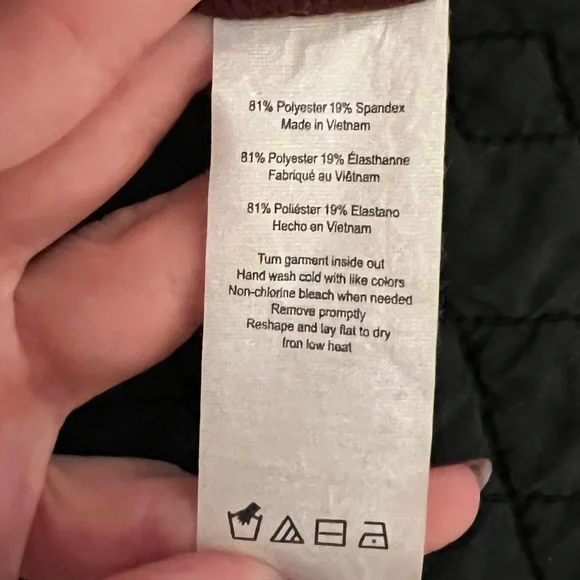 81% Polyester 19% Spandex
Made in Vietnam
81% Polyester 19% Élasthanne
Fabriqué au Viêtnam
81% Poliéster 19% Elastano
Hecho en Vietnam
Turn garment inside out
Hand wash cold with like colors
Non-chlorine bleach when needed
Remove promptly
Reshape and lay flat to dry
Iron low heat